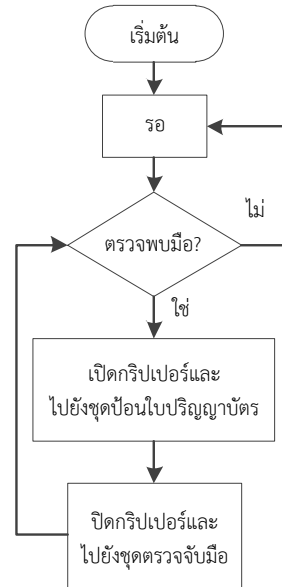 เริ่มต้น
รอ
ไม่
ตรวจพบมือ?
ใช่
เปิดกริปเปอร์และ
ไปยังชุดป้อนใบปริญญาบัตร
ปิดกริปเปอร์และ
ไปยังชุดตรวจจับมือ